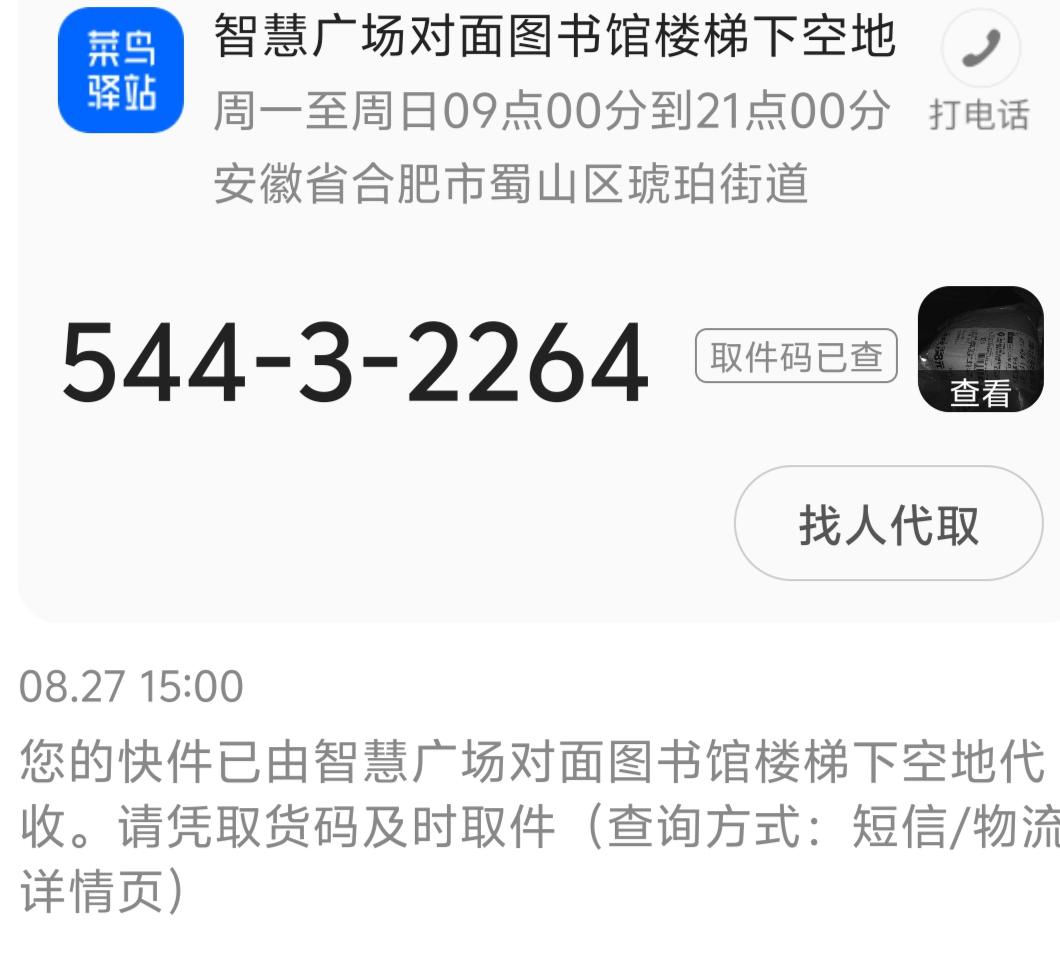 菜鸟
驿站
智慧广场对面图书馆楼梯下空地
周一至周日09点00分到21点00分
打电话
安徽省合肥市蜀山区琥珀街道
544-3-2264
取件码已查
查看
找人代取
08.27 15:00
您的快件已由智慧广场对面图书馆楼梯下空地代
收。请凭取货码及时取件（查询方式：短信/物流
详情页）